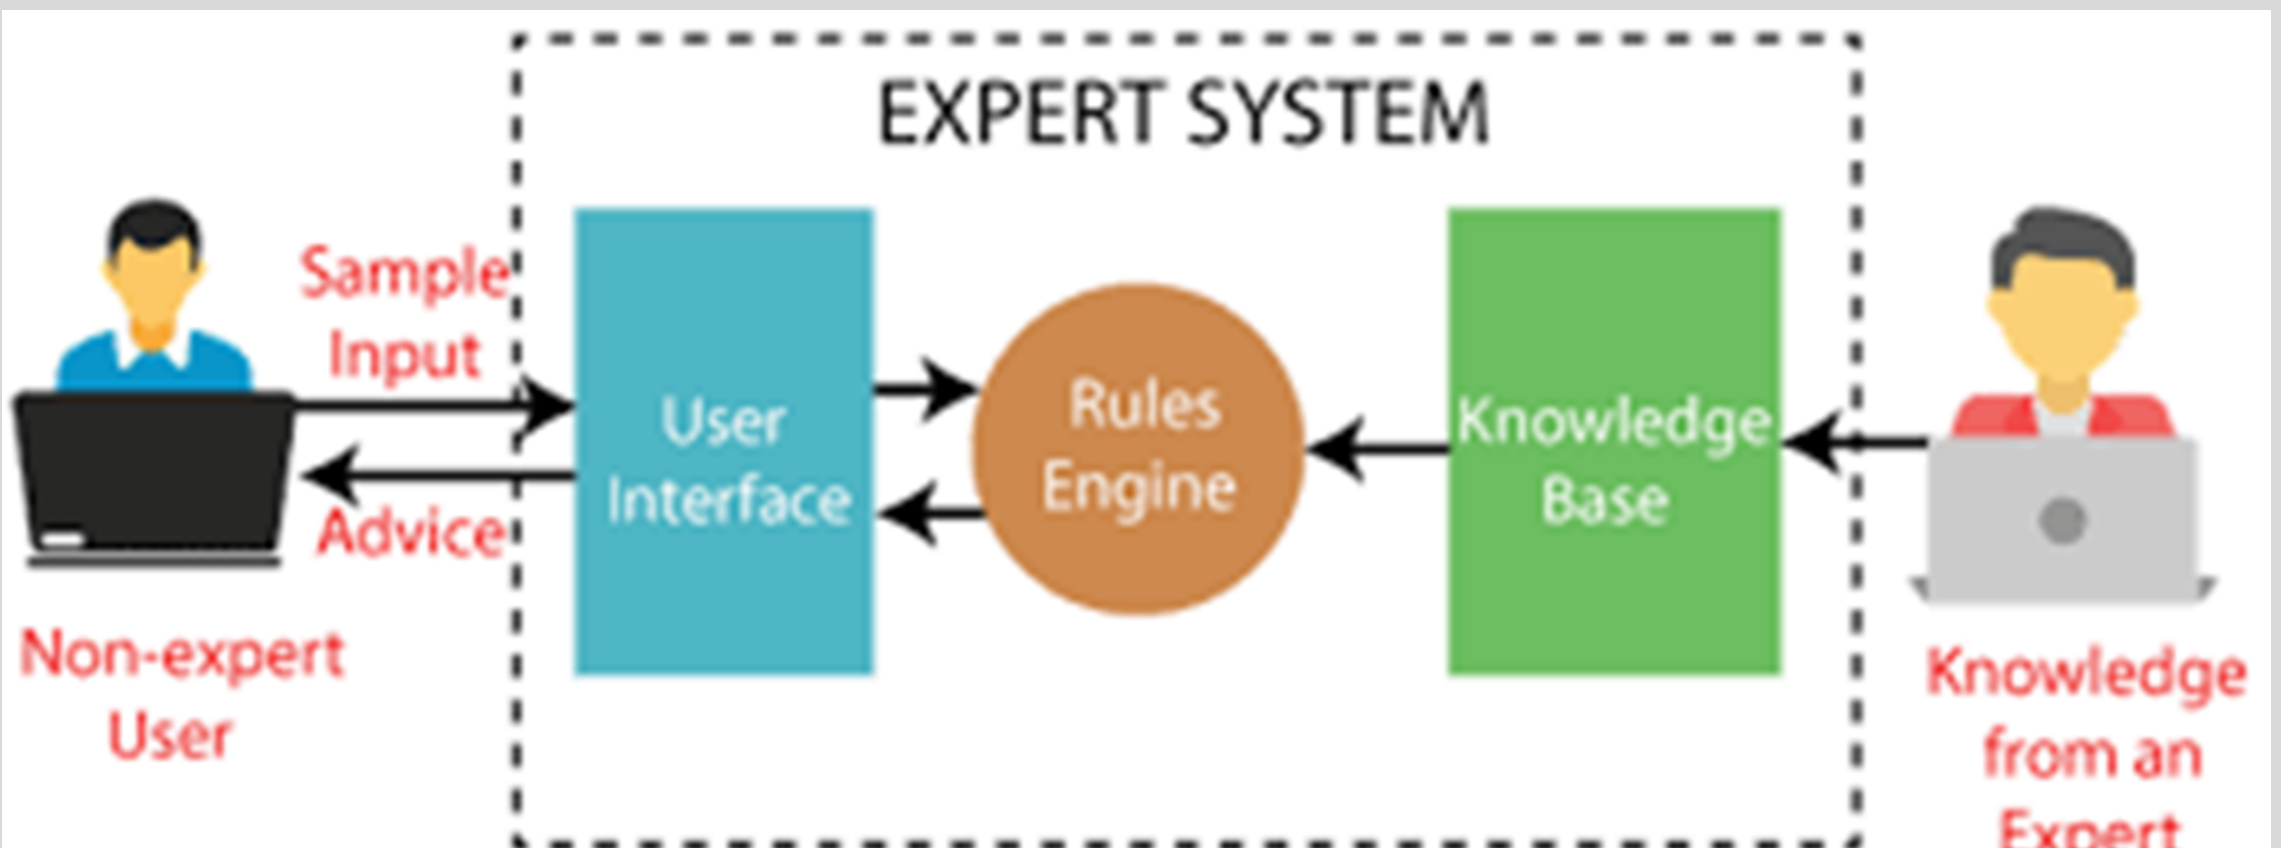 EXPERT SYSTEM
Sample
Input
Advice
Non-expert
User
User
Interface
Rules
Engine
Knowledge
Base
Knowledge
from an
Expert